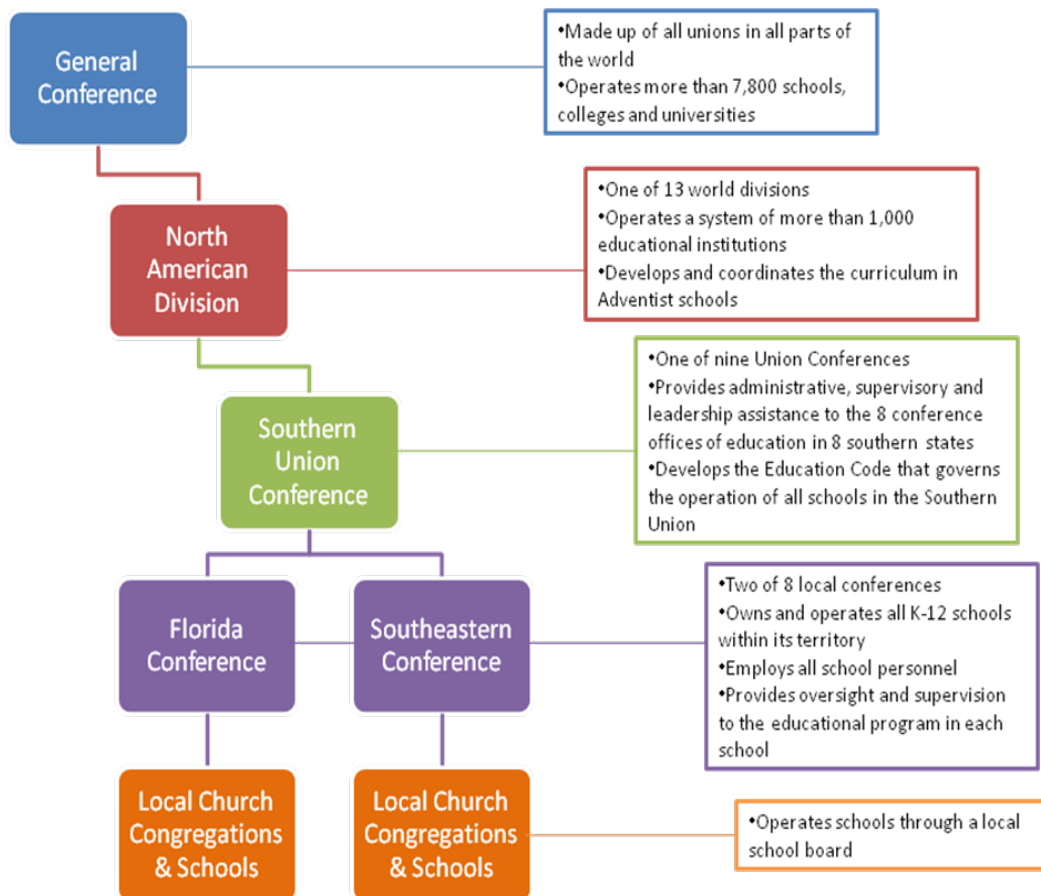 General
Conference
•Made up of all unions in all parts of
the world
•Operates more than 7,800 schools,
colleges and universities
North
American
Division
•One of 13 world divisions
•Operates a system of more than 1,000
educational institutions
•Develops and coordinates the curriculum in
Adventist schools
Southern
Union
Conference
•One of nine Union Conferences
•Provides administrative, supervisory and
leadership assistance to the 8 conference
offices of education in 8 southern states
•Develops the Education Code that governs
the operation of all schools in the Southern
Union
Florida
Conference
Southeastern
Conference
•Two of 8 local conferences
•Owns and operates all K-12 schools
within its territory
•Employs all school personnel
•Provides oversight and supervision
to the educational program in each
school
Local Church
Congregations
& Schools
Local Church
Congregations
& Schools
•Operates schools through a local
school board